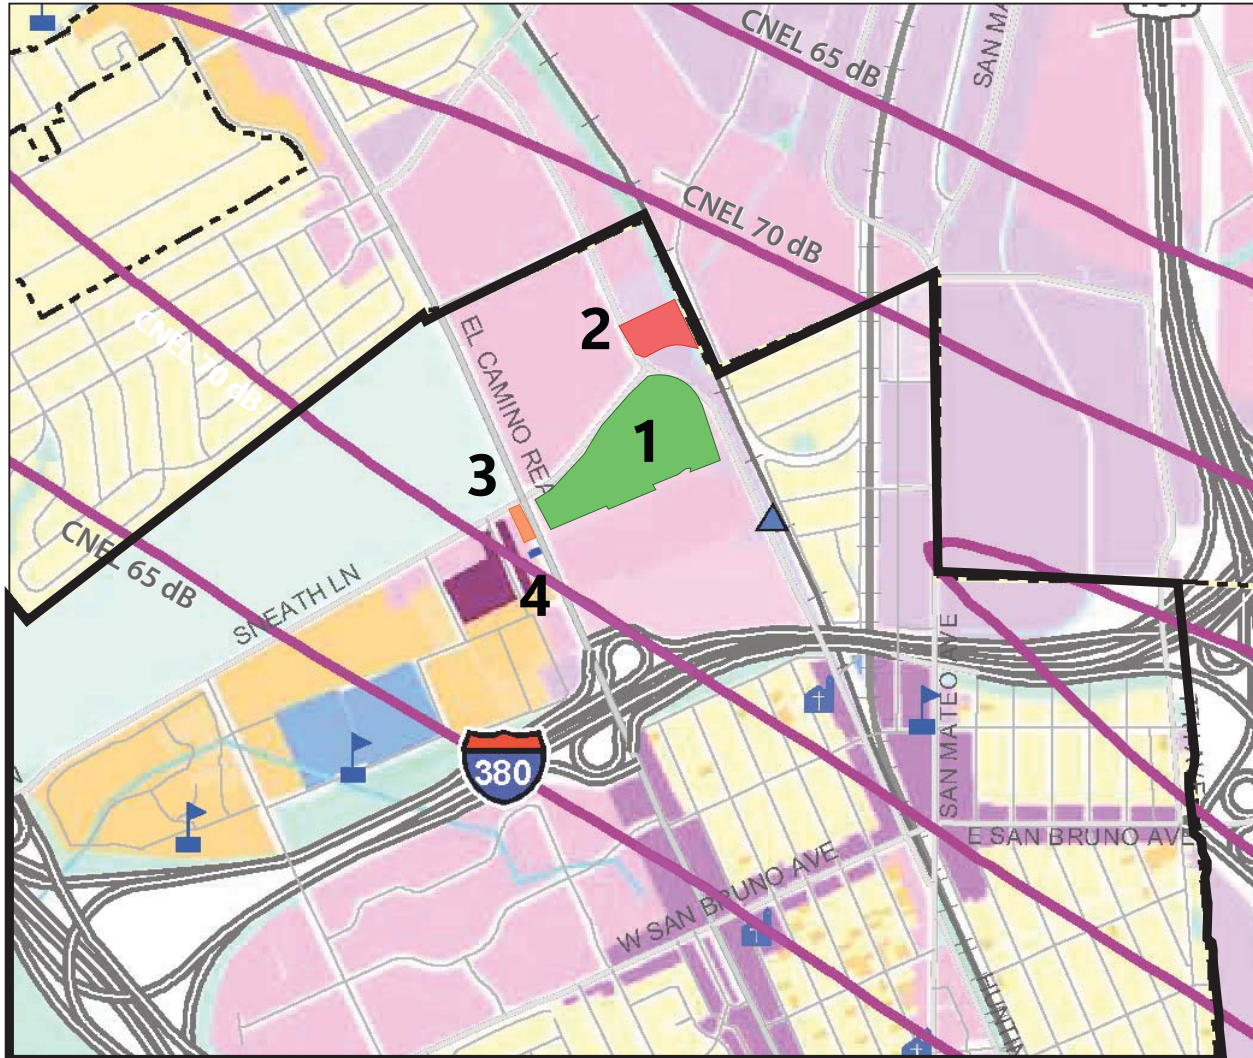 CNEL 65 dB
SAN MA
CNEL 70 dB
2
EL CAMINO REA
CNEL 70 dB
1
3
CNEL 65 dB
SNEATH LN
4
380
SAN MATEO AVE
E SAN BRUNO AVE
W SAN BRUNO AVE
HUNTIN